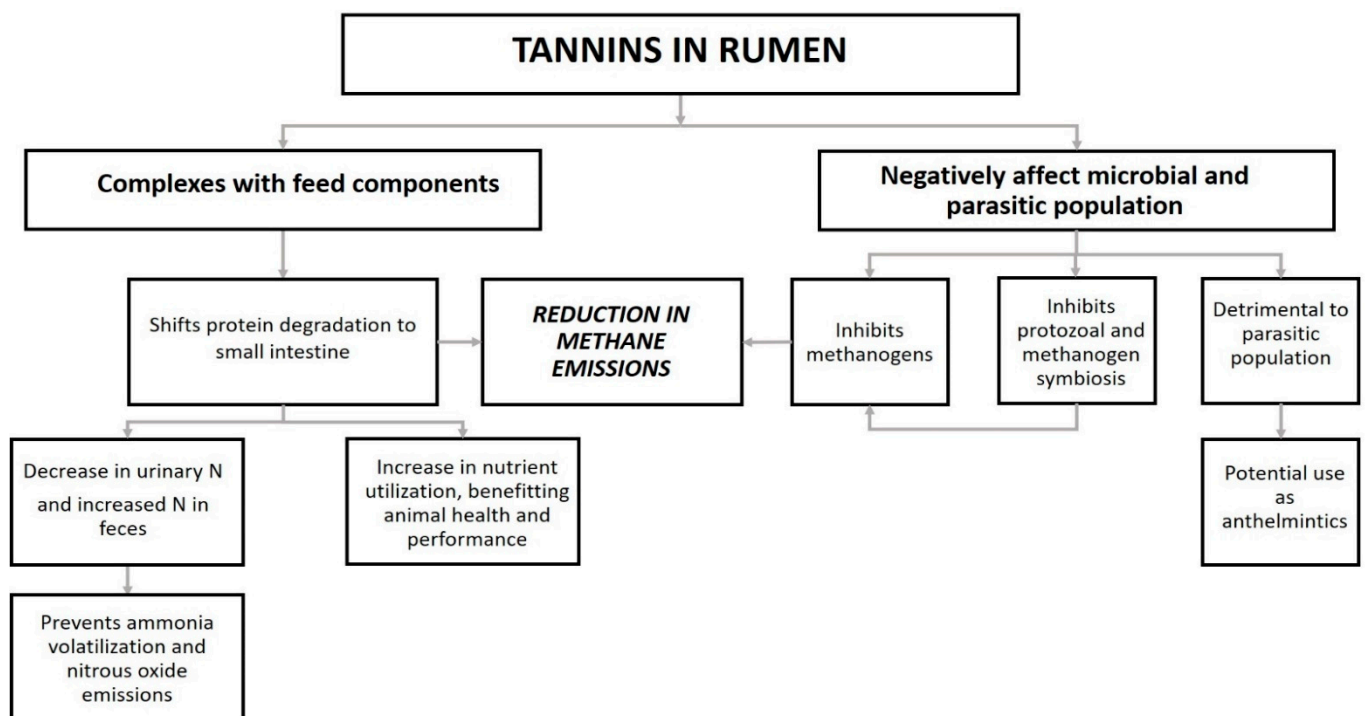 TANNINS IN RUMEN
Complexes with feed components
Negatively affect microbial and
parasitic population
Shifts protein degradation to
small intestine
REDUCTION IN
METHANE
EMISSIONS
Inhibits
methanogens
Inhibits
protozoal and
methanogen
symbiosis
Detrimental to
parasitic
population
Decrease in urinary N
and increased N in
feces
Increase in nutrient
utilization, benefitting
animal health and
performance
Potential use
as
anthelmintics
Prevents ammonia
volatilization and
nitrous oxide
emissions